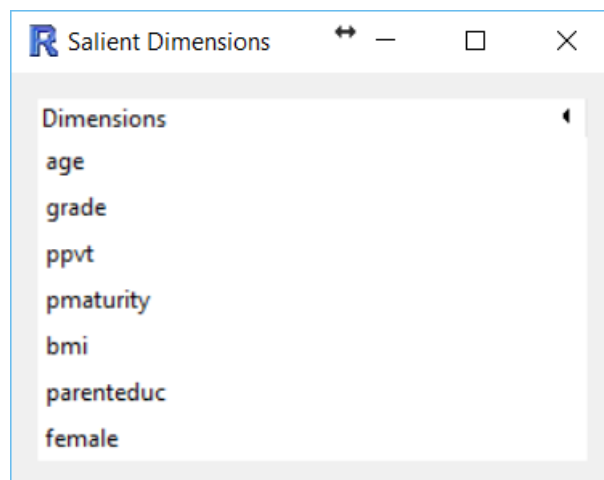 R Salient Dimensions
Dimensions
age
grade
ppvt
pmaturity
bmi
parenteduc
female